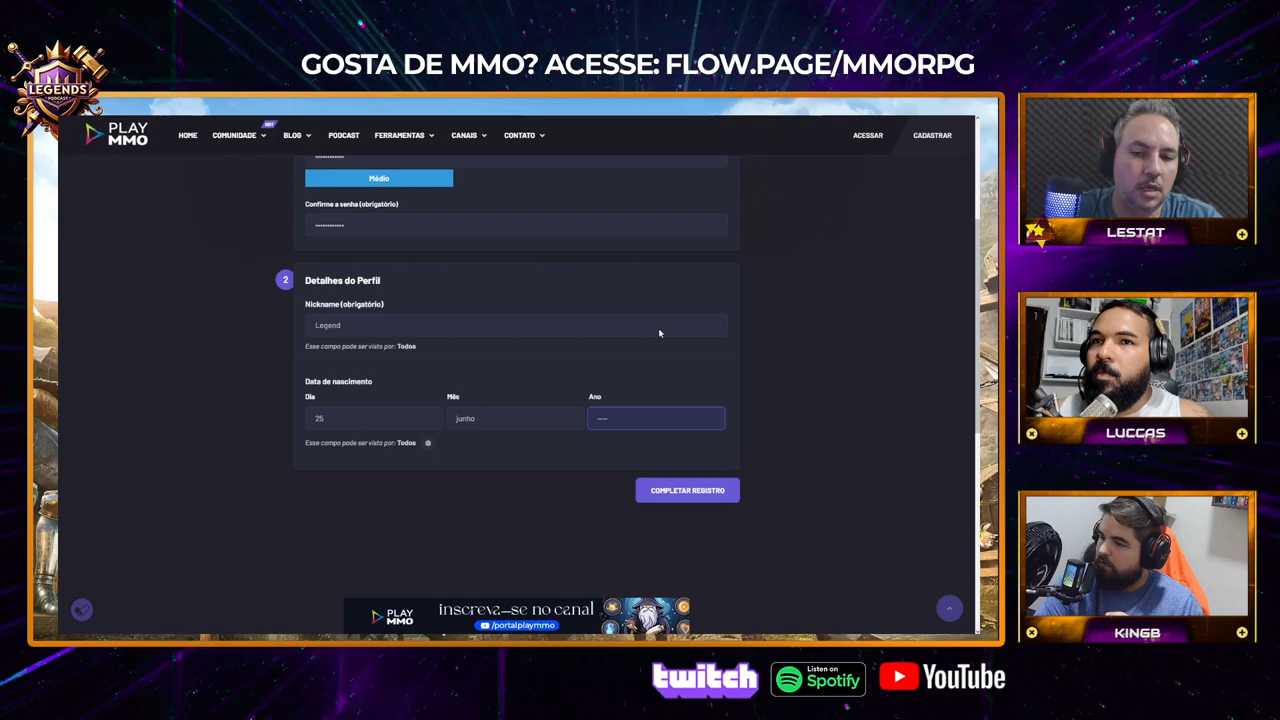 GOSTA DE MMO? ACESSE: FLOW.PAGE/MMORPG
LEGENDS
PODCAST
PLAY
MMO
HOME
COMUNIDADE
HOT
BLOG
PODCAST
FERRAMENTAS
CANAIS
CONTATO
ACESSAR
CADASTRAR
••••••••••••
Médio
Confirme a senha (obrigatório)
••••••••••••
2
Detalhes do Perfil
Nickname (obrigatório)
Legend
Esse campo pode ser visto por: Todos
Data de nascimento
Dia
Mês
Ano
25
junho
----
Esse campo pode ser visto por: Todos
COMPLETAR REGISTRO
PLAY
MMO
inscreva-se no canal
/portalplaymmo
LESTAT
LUCCAS
KINGB
twitch
Listen on
Spotify
YouTube